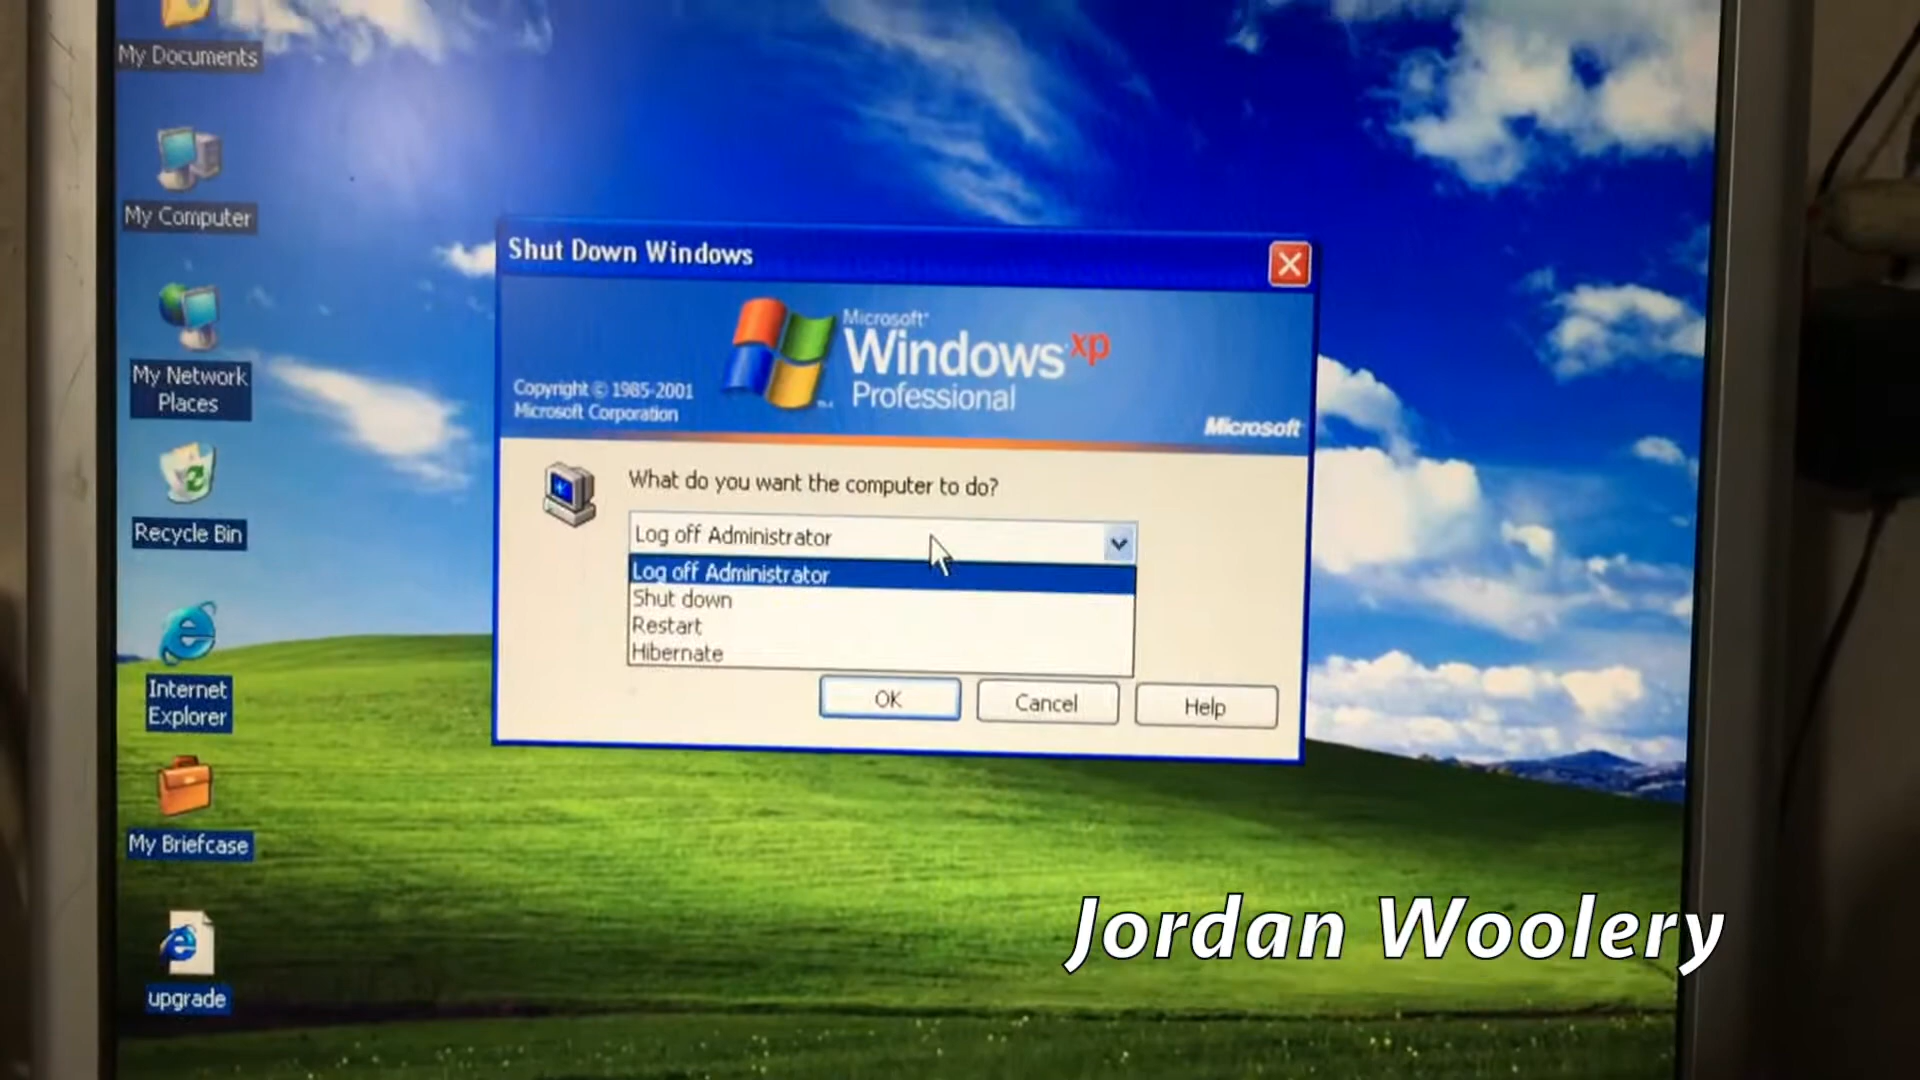 My Documents
My Computer
My Network
Places
Recycle Bin
Internet
Explorer
My Briefcase
upgrade
Shut Down Windows
Microsoft
Windows xp
Professional
Copyright © 1985-2001
Microsoft Corporation
Microsoft
What do you want the computer to do?
Log off Administrator
Log off Administrator
Shut down
Restart
Hibernate
OK
Cancel
Help
Jordan Woolery